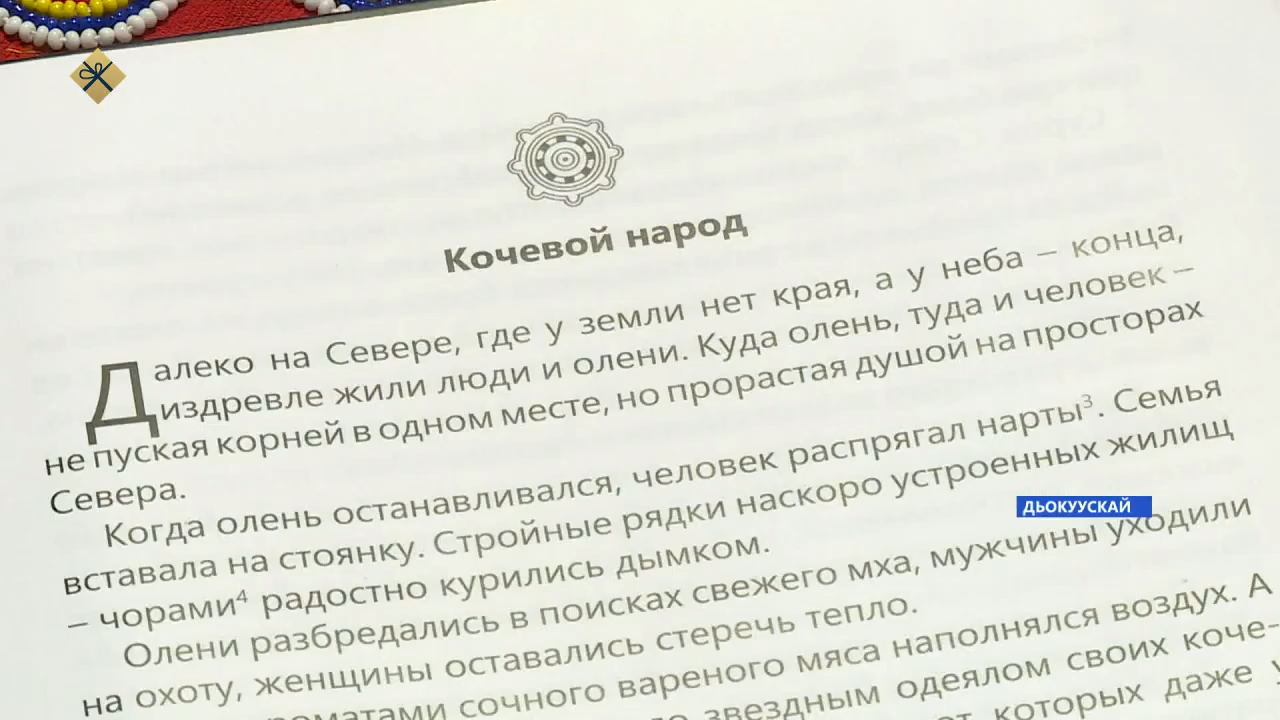 Кочевой народ
Далеко на Севере, где у земли нет края, а у неба – конца,
издревле жили люди и олени. Куда олень, туда и человек –
не пуская корней в одном месте, но прорастая душой на просторах
Севера.
Когда олень останавливался, человек распрягал нарты³. Семья
вставала на стоянку. Стройные рядки наскоро устроенных жилищ
– чорами⁴ радостно курились дымком.
ДЬОКУУСКАЙ
Олени разбредались в поисках свежего мха, мужчины уходили
на охоту, женщины оставались стеречь тепло.
сочного вареного мяса наполнялся воздух. А
звездным одеялом своих коче-
которых даже